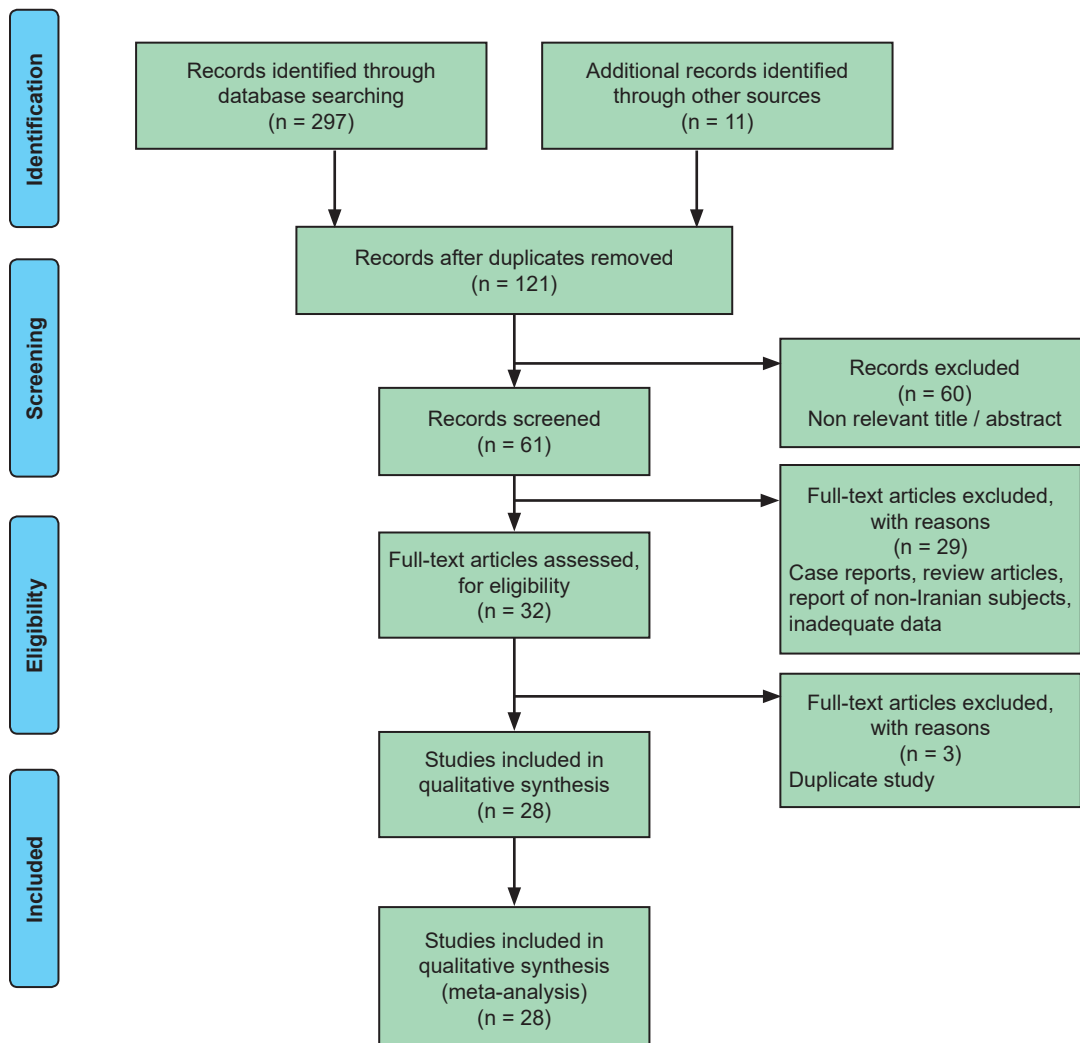 Identification
Records identified through
database searching
(n = 297)
Additional records identified
through other sources
(n = 11)
Records after duplicates removed
(n = 121)
Screening
Records excluded
(n = 60)
Non relevant title / abstract
Records screened
(n = 61)
Full-text articles excluded,
with reasons
(n = 29)
Case reports, review articles,
report of non-Iranian subjects,
inadequate data
Eligibility
Full-text articles assessed,
for eligibility
(n = 32)
Full-text articles excluded,
with reasons
(n = 3)
Duplicate study
Studies included in
qualitative synthesis
(n = 28)
Included
Studies included in
qualitative synthesis
(meta-analysis)
(n = 28)